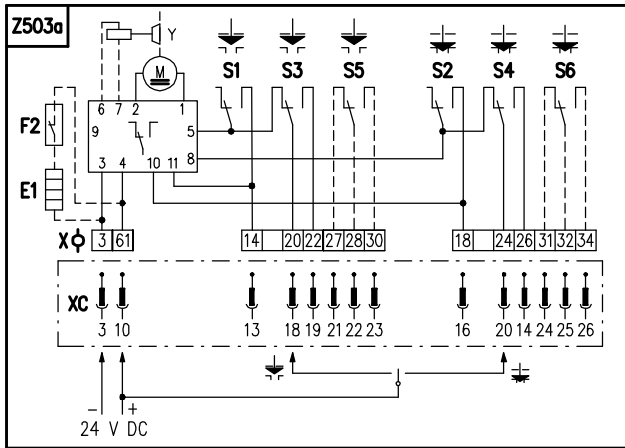 Z503a
Y
M
S1 S3 S5 S2 S4 S6
6 7 2 1
F2
9 5
8
3 4 10 11
E1
X 3 61 14 20 22 27 28 30 18 24 26 31 32 34
XC
3 10 13 18 19 21 22 23 16 20 14 24 25 26
− +
24 V DC